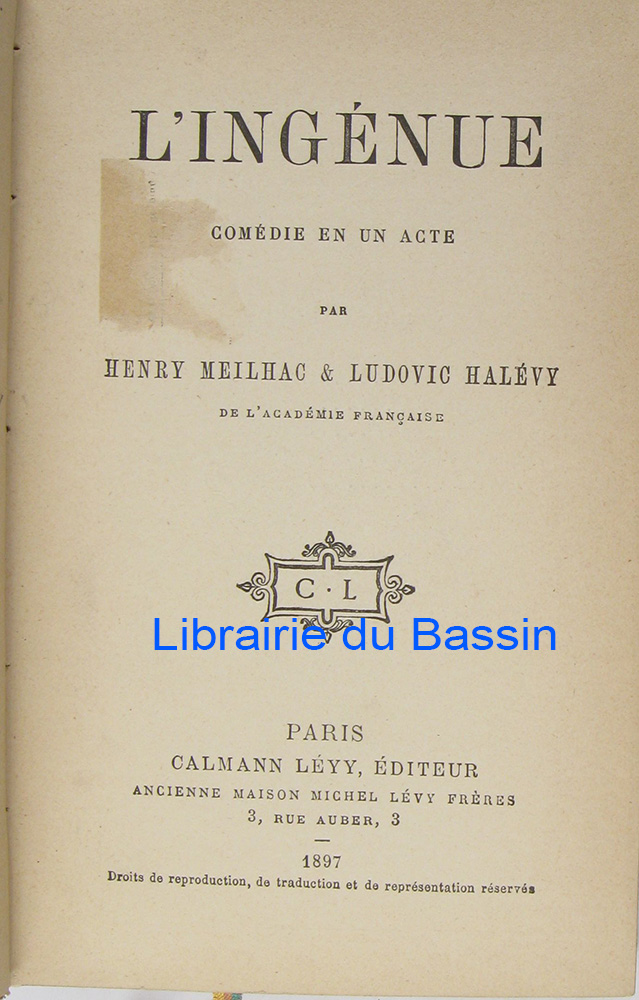 L'INGÉNUE
COMÉDIE EN UN ACTE
PAR
HENRY MEILHAC & LUDOVIC HALÉVY
DE L'ACADÉMIE FRANÇAISE
C · L
Librairie du Bassin
PARIS
CALMANN LÉVY, ÉDITEUR
ANCIENNE MAISON MICHEL LÉVY FRÈRES
3, RUE AUBER, 3
1897
Droits de reproduction, de traduction et de représentation réservés